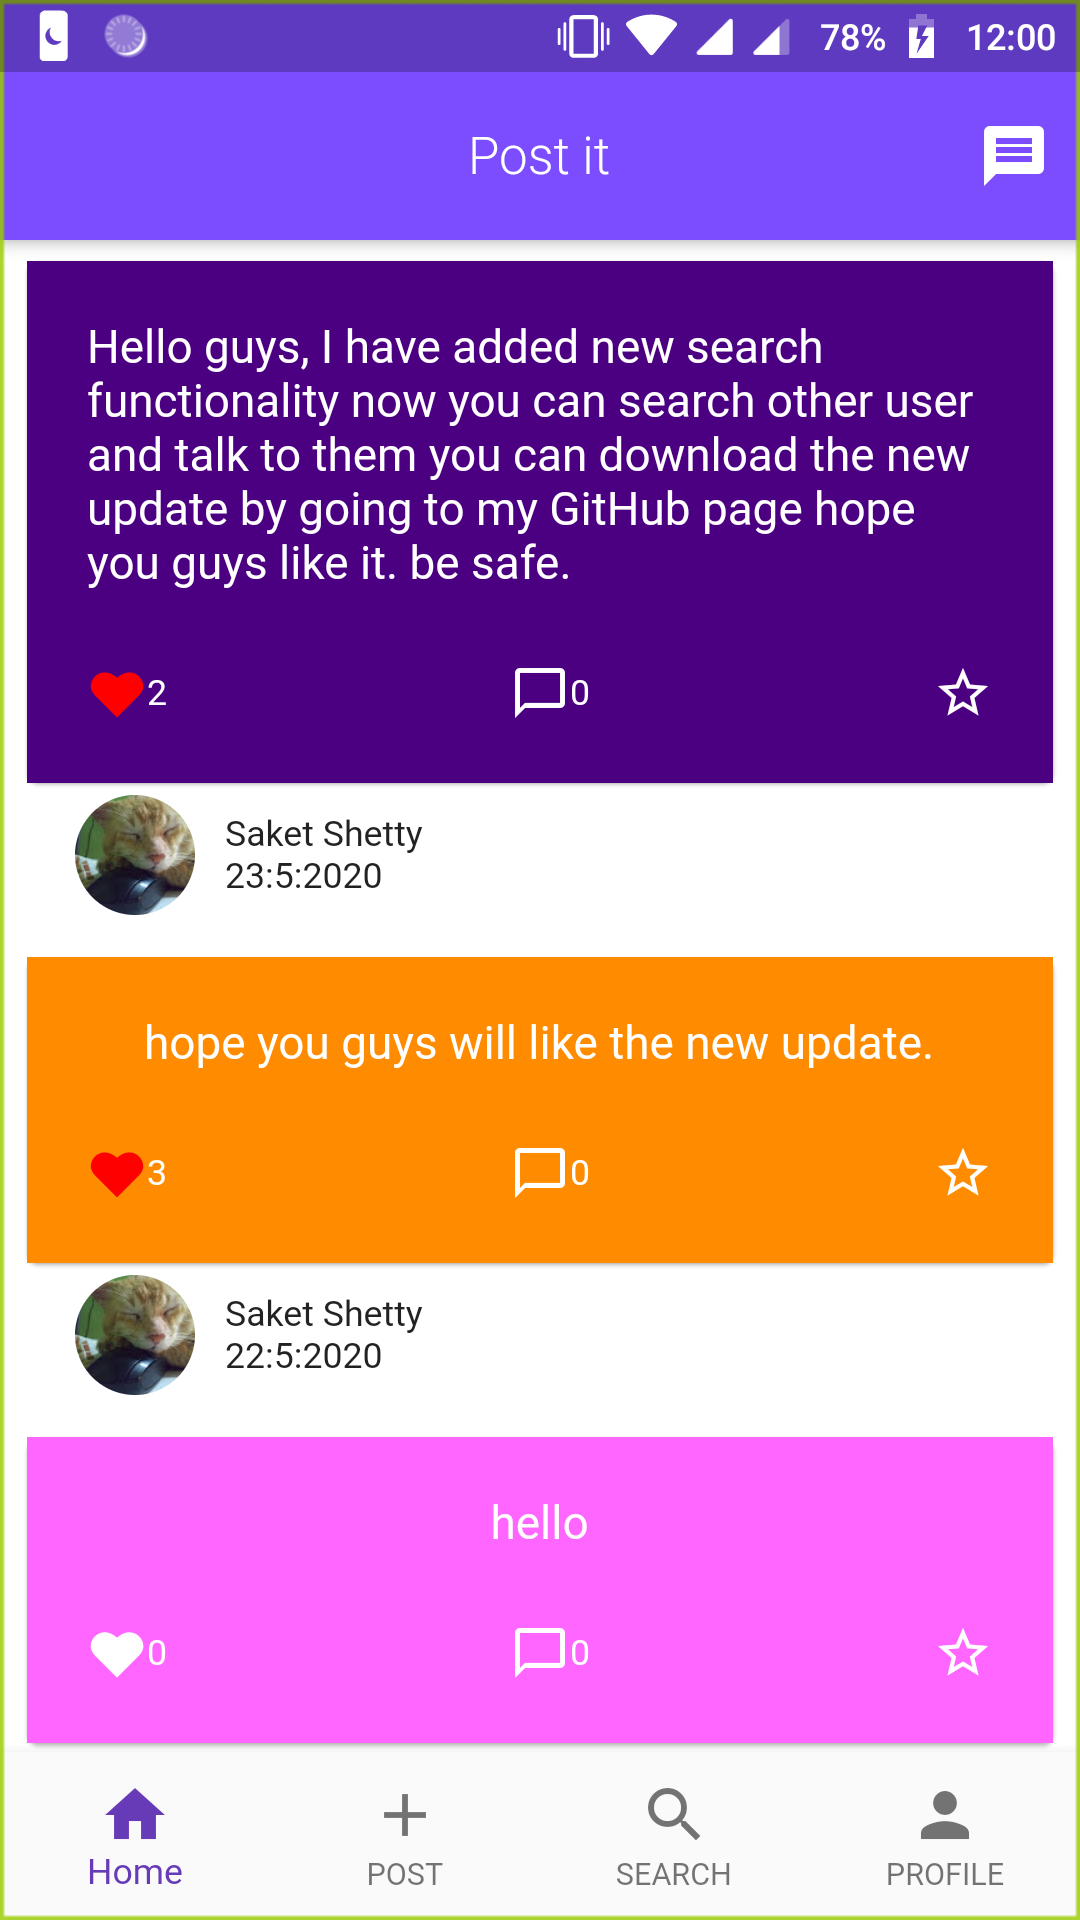 78% 12:00
Post it
Hello guys, I have added new search
functionality now you can search other user
and talk to them you can download the new
update by going to my GitHub page hope
you guys like it. be safe.
2 0
Saket Shetty
23:5:2020
hope you guys will like the new update.
3 0
Saket Shetty
22:5:2020
hello
0 0
Home POST SEARCH PROFILE